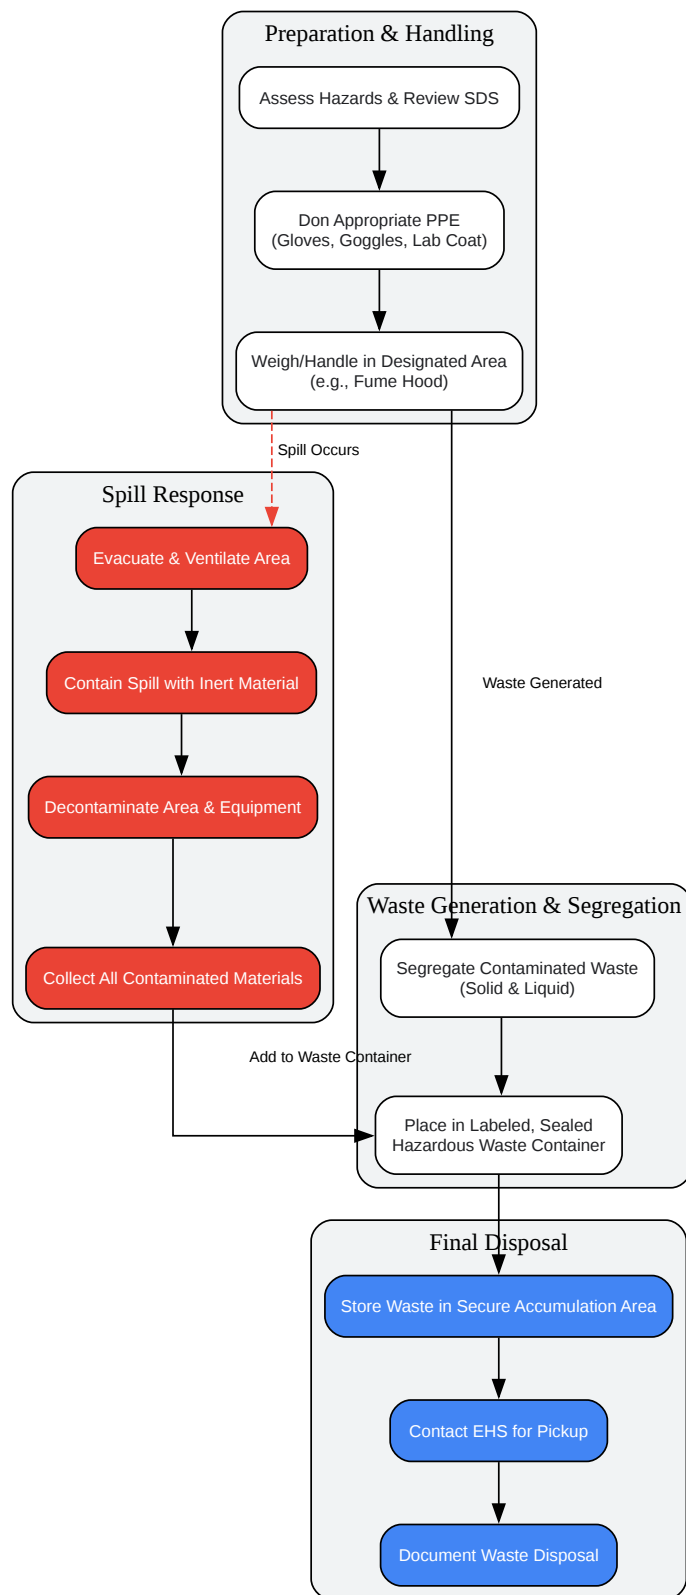 Preparation & Handling
Assess Hazards & Review SDS
Don Appropriate PPE
(Gloves, Goggles, Lab Coat)
Weigh/Handle in Designated Area
(e.g., Fume Hood)
Spill Occurs
Spill Response
Evacuate & Ventilate Area
Contain Spill with Inert Material
Waste Generated
Decontaminate Area & Equipment
Waste Generation & Segregation
Segregate Contaminated Waste
(Solid & Liquid)
Collect All Contaminated Materials
Add to Waste Container
Place in Labeled, Sealed
Hazardous Waste Container
Final Disposal
Store Waste in Secure Accumulation Area
Contact EHS for Pickup
Document Waste Disposal